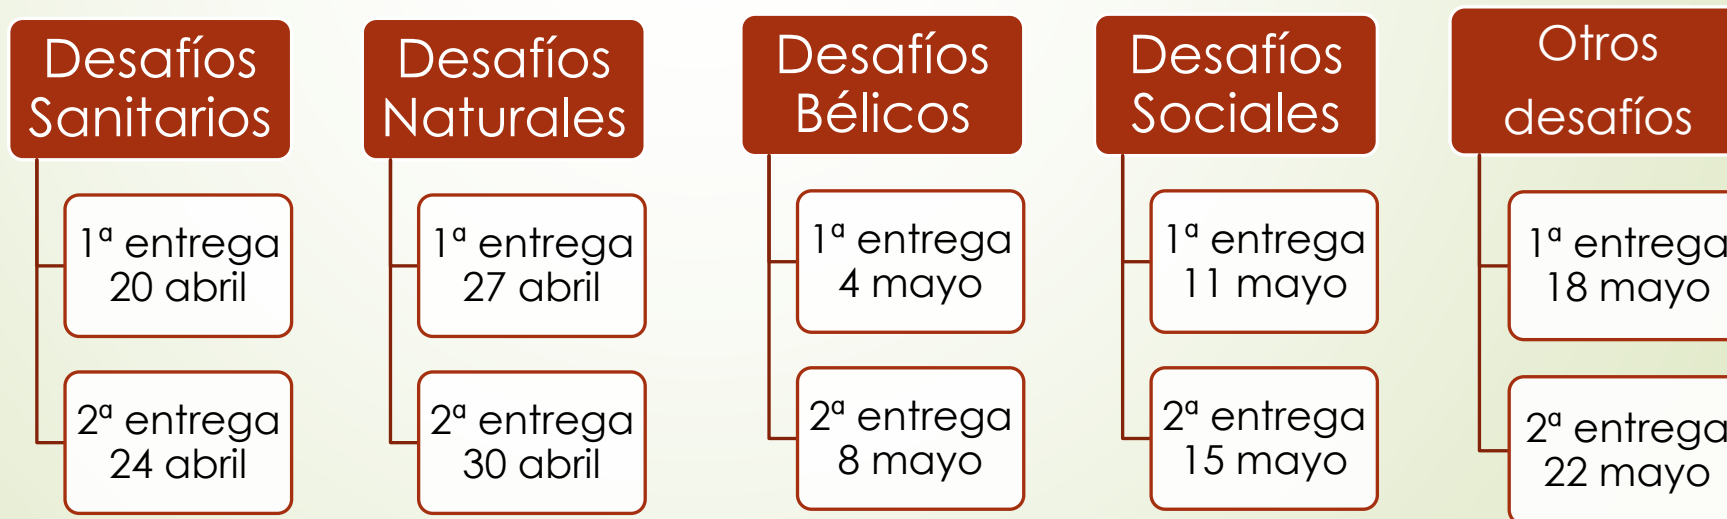 Desafíos
Sanitarios
1ª entrega
20 abril
2ª entrega
24 abril
Desafíos
Naturales
1ª entrega
27 abril
2ª entrega
30 abril
Desafíos
Bélicos
1ª entrega
4 mayo
2ª entrega
8 mayo
Desafíos
Sociales
1ª entrega
11 mayo
2ª entrega
15 mayo
Otros
desafíos
1ª entrega
18 mayo
2ª entrega
22 mayo